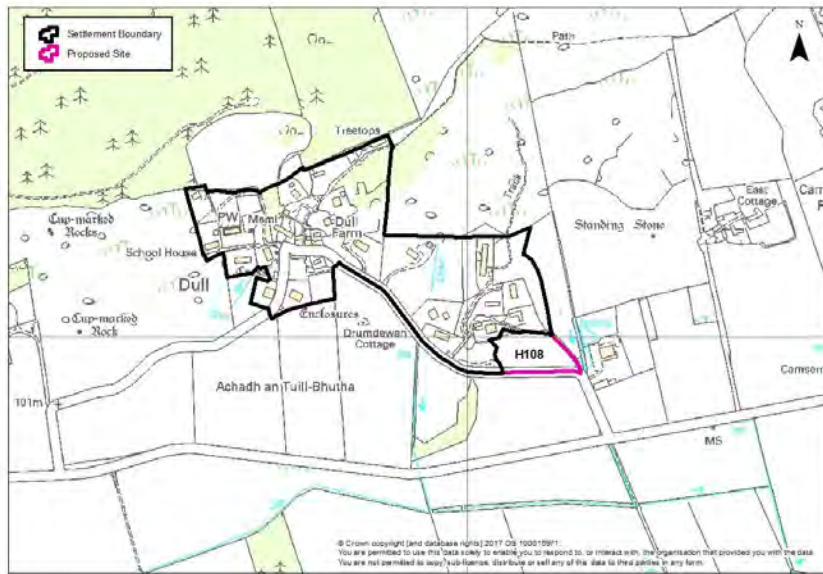 Settlement Boundary
Proposed Site
N
Path
Treetops
Cup-marked
Rocks
PW
Dull
Farm
School House
Dull
Track
Standing Stone
East
Cottage
Cup-marked
Rock
Enclosures
Drumdewan
Cottage
H108
Achadh an Tuill-Bhutha
101m
MS
© Crown copyright [and database rights] 2017 OS
You are permitted to use this data solely to enable you to respond to, or interact with, the organisation that provided you with the data.
You are not permitted to copy, sub-licence, distribute or sell any of this data to third parties in any form.